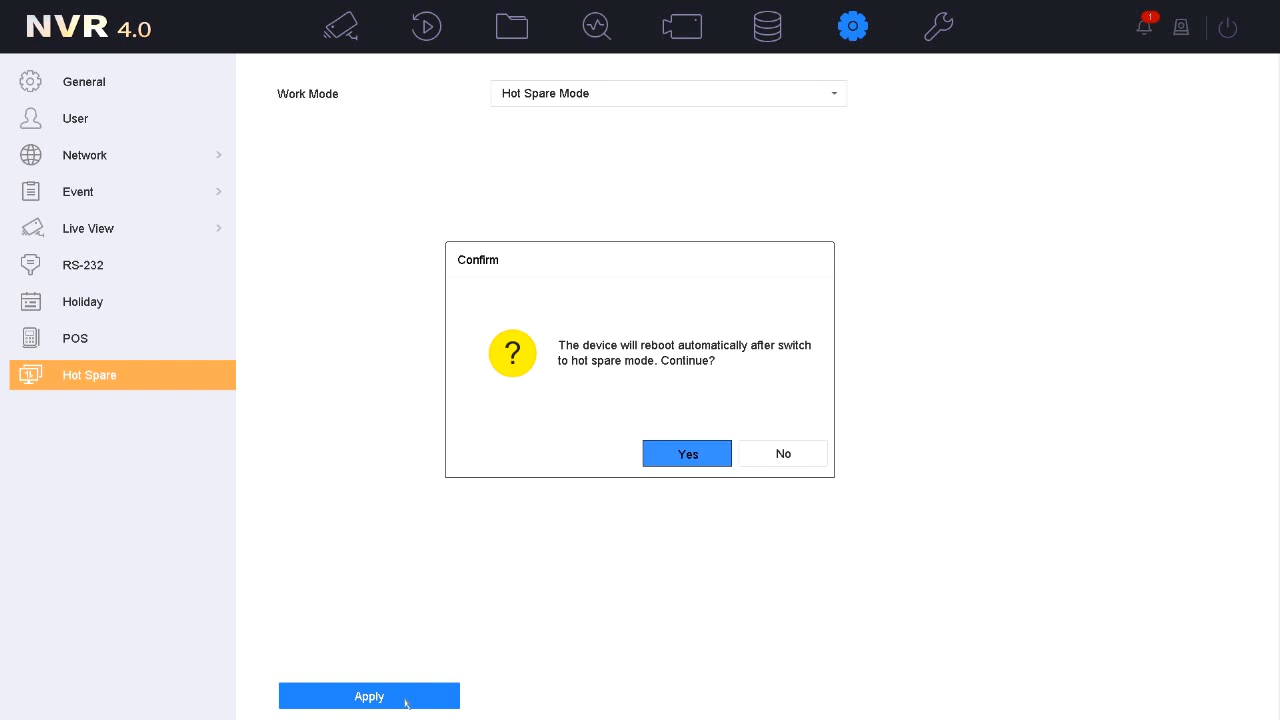 NVR 4.0
1
General
User
Network
Event
Live View
RS-232
Holiday
POS
Hot Spare
Work Mode
Hot Spare Mode
Confirm
?
The device will reboot automatically after switch
to hot spare mode. Continue?
Yes
No
Apply